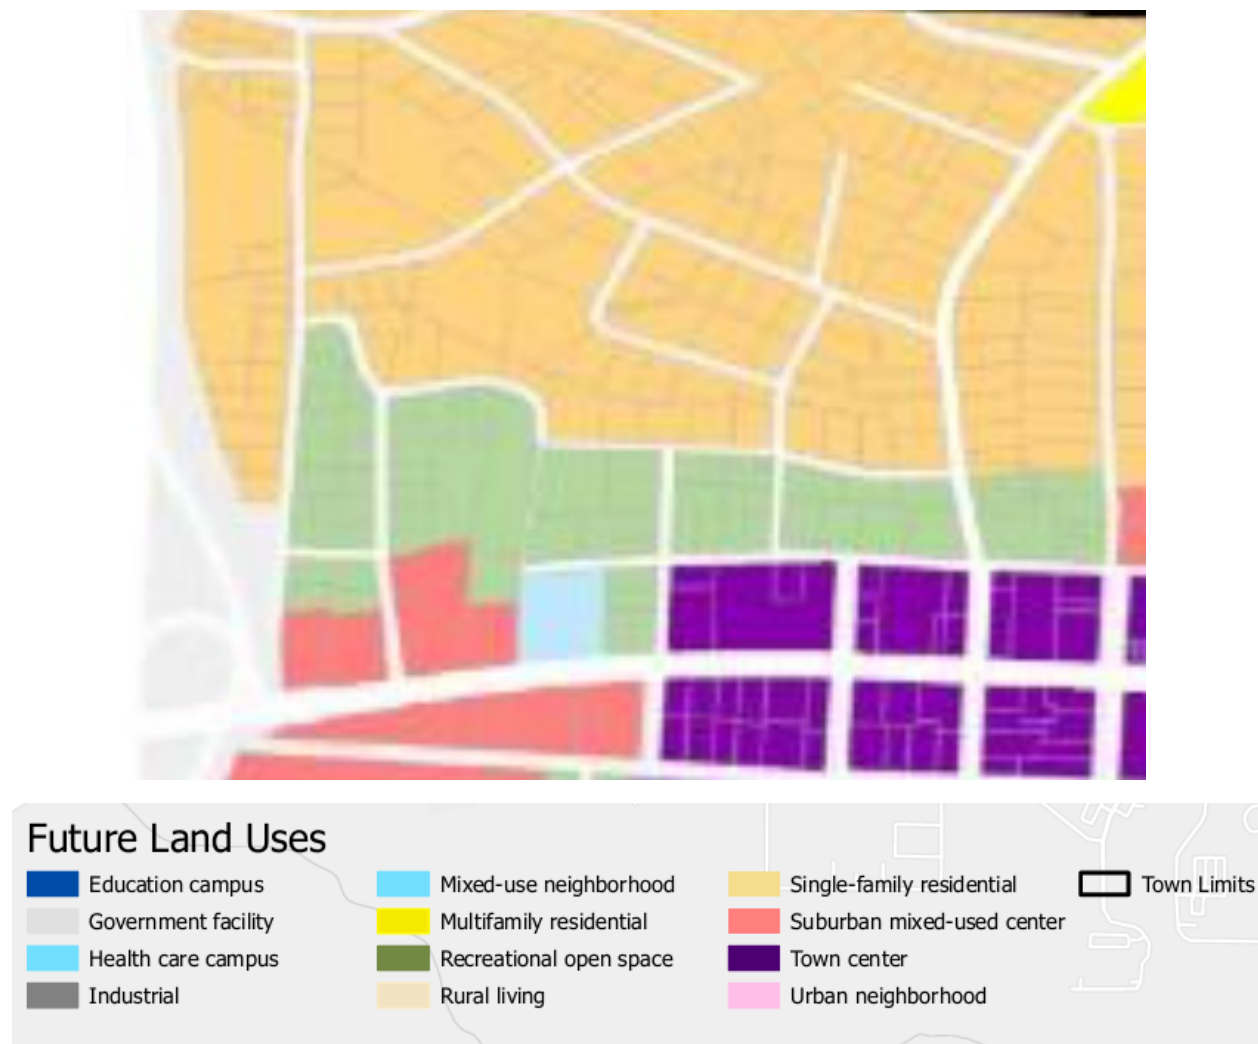 Future Land Uses
Education campus
Government facility
Health care campus
Industrial
Mixed-use neighborhood
Multifamily residential
Recreational open space
Rural living
Single-family residential
Suburban mixed-used center
Town center
Urban neighborhood
Town Limits